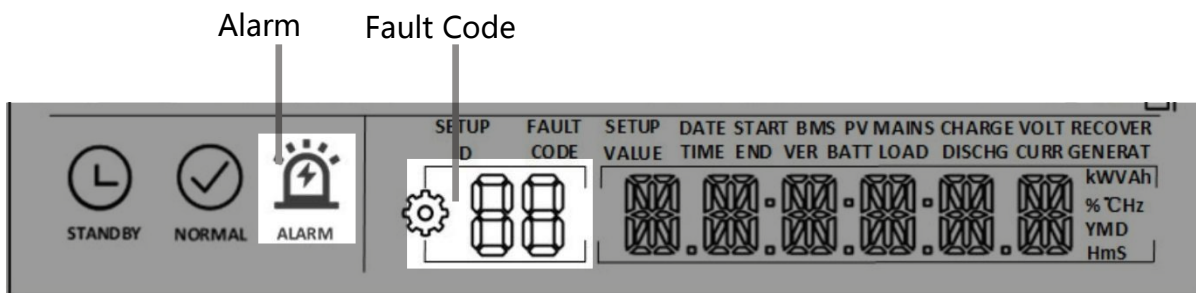 Alarm Fault Code
SETUP FAULT SETUP DATE START BMS PV MAINS CHARGE VOLT RECOVER
D CODE VALUE TIME END VER BATT LOAD DISCHG CURR GENERAT
kWVAh
%℃Hz
YMD
HmS
STANDBY NORMAL ALARM